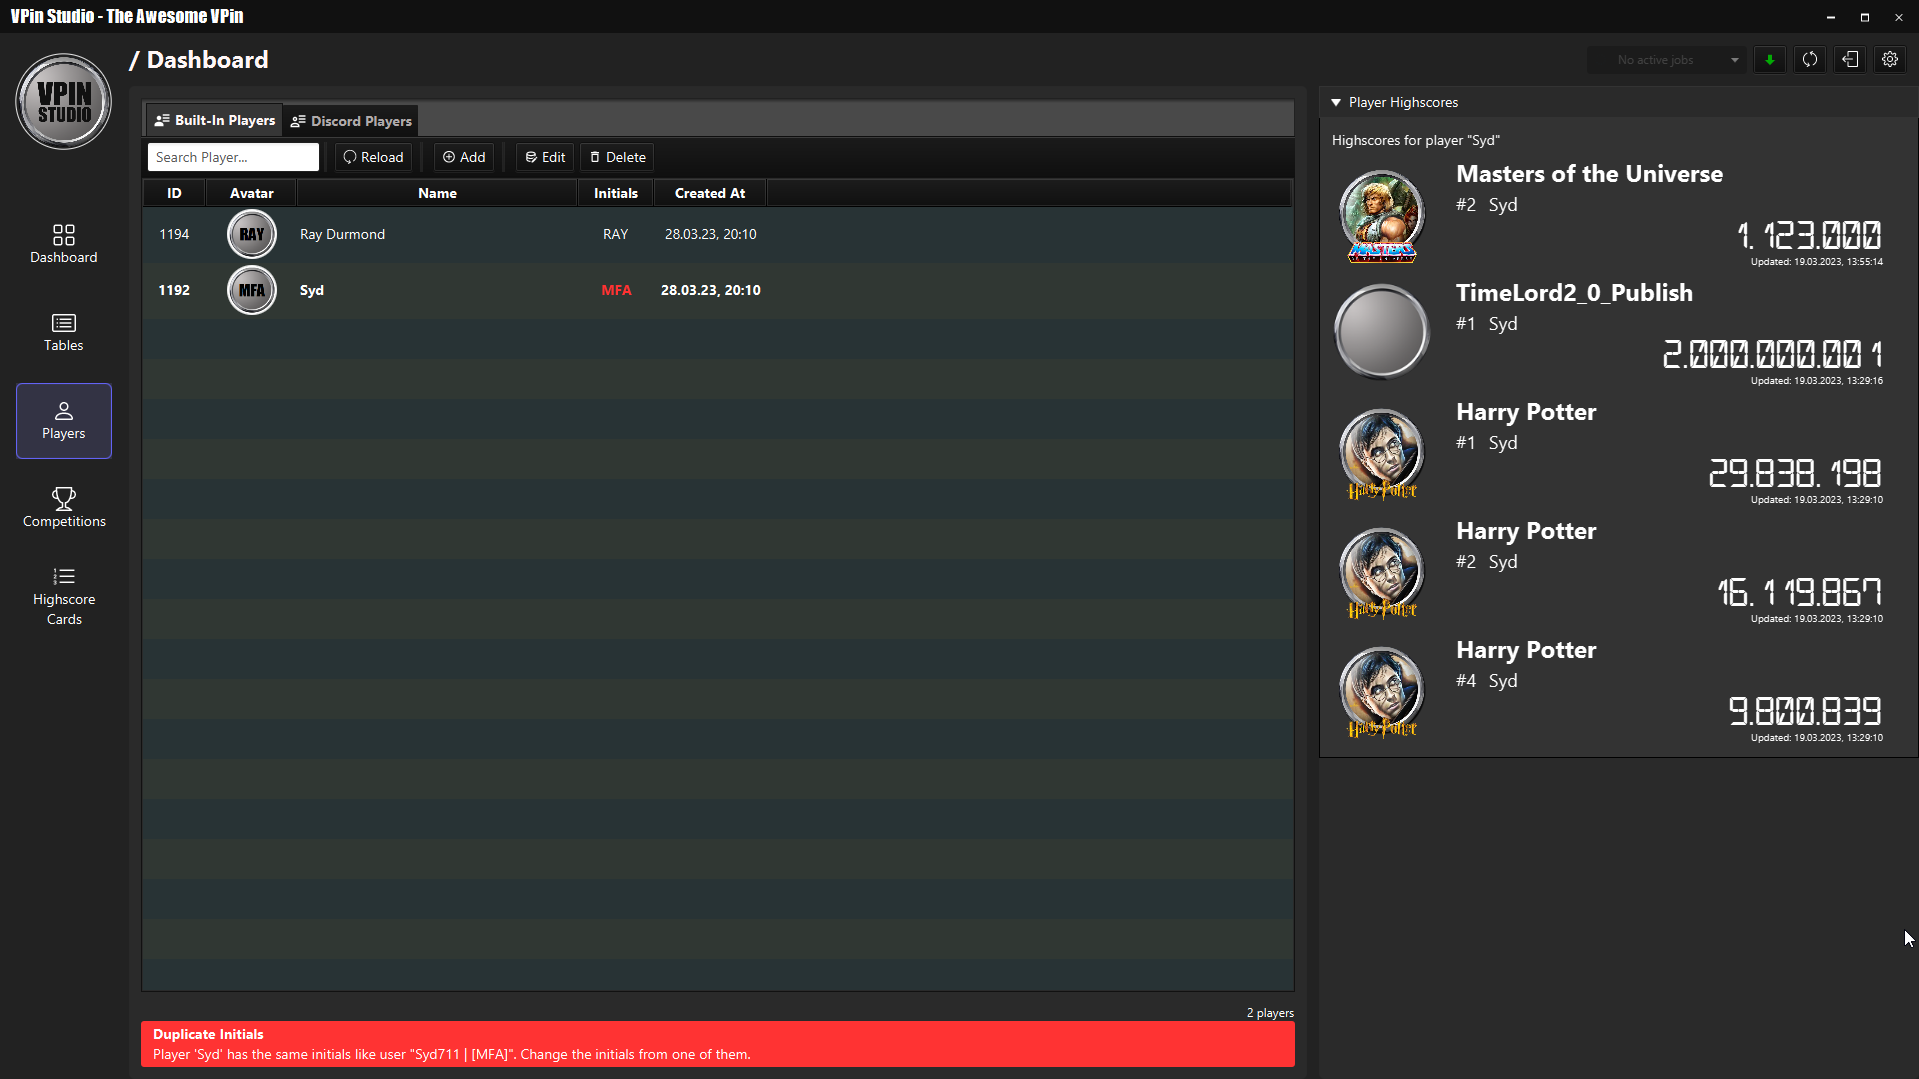 VPin Studio - The Awesome VPin
VPIN
STUDIO
/ Dashboard
No active jobs
Dashboard
Tables
Players
Competitions
Highscore
Cards
Built-In Players
Discord Players
Search Player...
Reload
Add
Edit
Delete
ID Avatar Name Initials Created At
1194 RAY Ray Durmond RAY 28.03.23, 20:10
1192 MFA Syd MFA 28.03.23, 20:10
2 players
Duplicate Initials
Player 'Syd' has the same initials like user "Syd711 | [MFA]". Change the initials from one of them.
Player Highscores
Highscores for player "Syd"
MASTERS
Masters of the Universe
#2 Syd
1.123.000
Updated: 19.03.2023, 13:55:14
TimeLord2_0_Publish
#1 Syd
2.000.000.001
Updated: 19.03.2023, 13:29:16
Harry Potter
Harry Potter
#1 Syd
29.838.198
Updated: 19.03.2023, 13:29:10
Harry Potter
Harry Potter
#2 Syd
16.119.867
Updated: 19.03.2023, 13:29:10
Harry Potter
Harry Potter
#4 Syd
9.800.839
Updated: 19.03.2023, 13:29:10